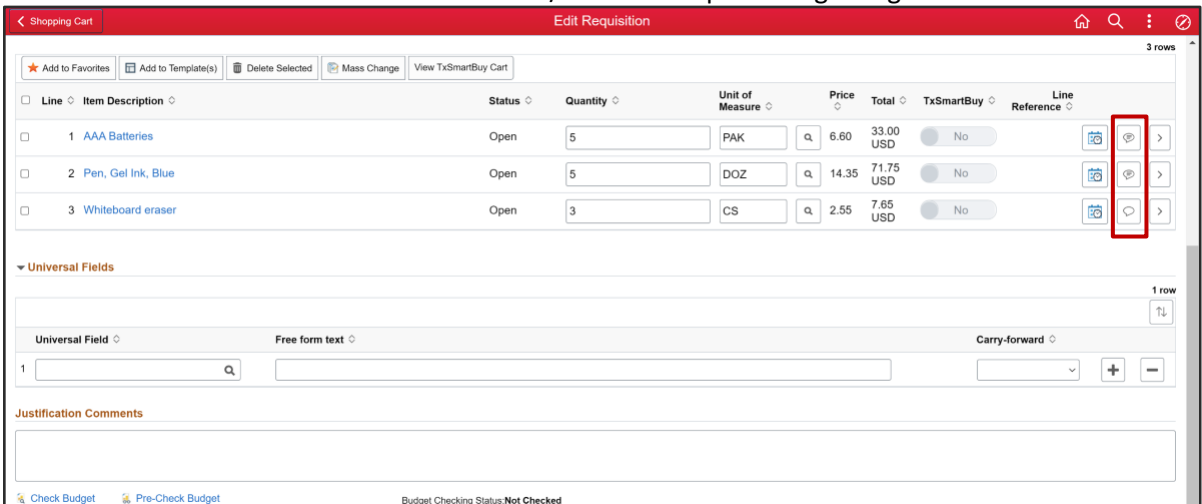 Shopping Cart Edit Requisition
3 rows
Add to Favorites Add to Template(s) Delete Selected Mass Change View TxSmartBuy Cart
Line Item Description Status Quantity Unit of Measure Price Total TxSmartBuy Line Reference
1 AAA Batteries Open 5 PAK 6.60 33.00 USD No
2 Pen, Gel Ink, Blue Open 5 DOZ 14.35 71.75 USD No
3 Whiteboard eraser Open 3 CS 2.55 7.65 USD No
Universal Fields
1 row
Universal Field Free form text Carry-forward
1
Justification Comments
Check Budget Pre-Check Budget Budget Checking Status:Not Checked